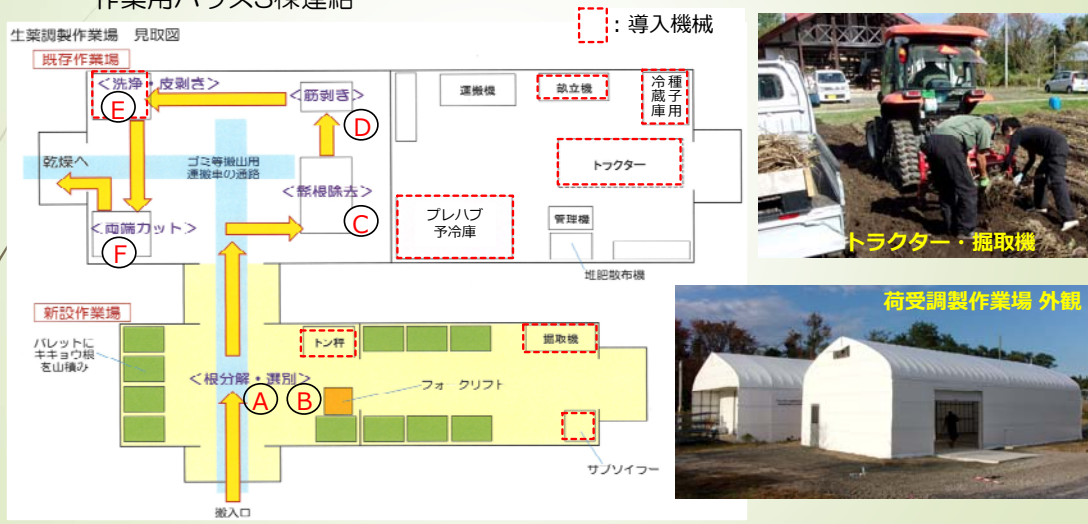 作業用ハウス3棟連結
：導入機械
生薬調製作業場　見取図
既存作業場
＜洗浄・皮剥き＞
E
＜筋剥き＞
D
運搬機
畝立機
種子用
冷蔵庫
乾燥へ
ゴミ等搬出用
運搬車の通路
トラクター
＜髭根除去＞
C
プレハブ
予冷庫
管理機
＜両端カット＞
F
堆肥散布機
トラクター・掘取機
新設作業場
パレットに
キキョウ根
を山積み
トン秤
掘取機
＜根分解・選別＞
A
B
フォークリフト
サブソイラー
搬入口
荷受調製作業場 外観